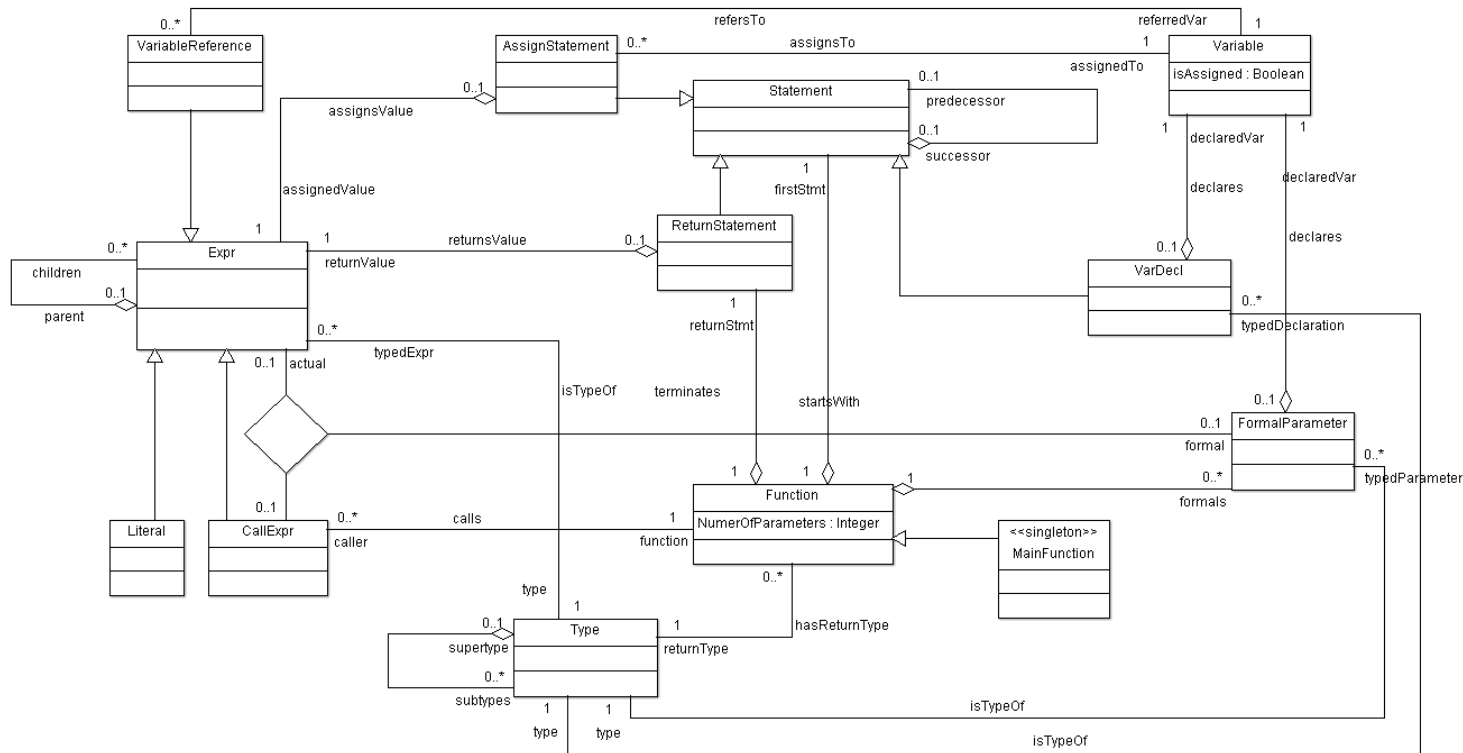 0..*
refersTo
referredVar
1
VariableReference
AssignStatement
0..*
assignsTo
1
Variable
assignedTo
isAssigned : Boolean
0..1
assignsValue
Statement
0..1
predecessor
0..1
successor
1
declaredVar
1
declaredVar
assignedValue
1
firstStmt
declares
ReturnStatement
1
0..*
Expr
1
returnsValue
0..1
returnValue
declares
children
0..1
parent
0..1
VarDecl
0..*
typedDeclaration
1
returnStmt
0..*
typedExpr
0..1
actual
isTypeOf
terminates
startsWith
0..1
FormalParameter
0..1
formal
0..*
typedParameter
1
1
Function
1
0..*
formals
0..1
Literal
CallExpr
0..*
calls
1
caller
function
NumerOfParameters : Integer
<<singleton>>
MainFunction
0..*
type
1
hasReturnType
0..1
Type
1
supertype
returnType
0..*
subtypes
1
type
1
type
isTypeOf
isTypeOf